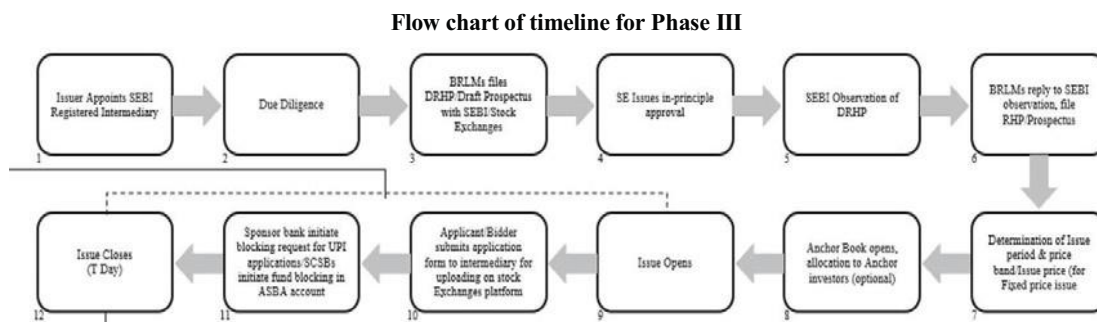 Flow chart of timeline for Phase III
Issuer Appoints SEBI
Registered Intermediary
1
Due Diligence
2
BRLMs files
DRHP/Draft Prospectus
with SEBI/Stock
Exchanges
3
SE Issues in-principle
approval
4
SEBI Observation of
DRHP
5
BRLMs reply to SEBI
observation, file
RHP/Prospectus
6
Determination of Issue
period & price
band/Issue price (for
Fixed price issue
7
Anchor Book opens,
allocation to Anchor
investors (optional)
8
Issue Opens
9
Applicant/Bidder
submits application
form to intermediary for
uploading on stock
Exchanges platform
10
Sponsor bank initiate
blocking request for UPI
applications/SCSBs
initiate fund blocking in
ASBA account
11
Issue Closes
(T Day)
12